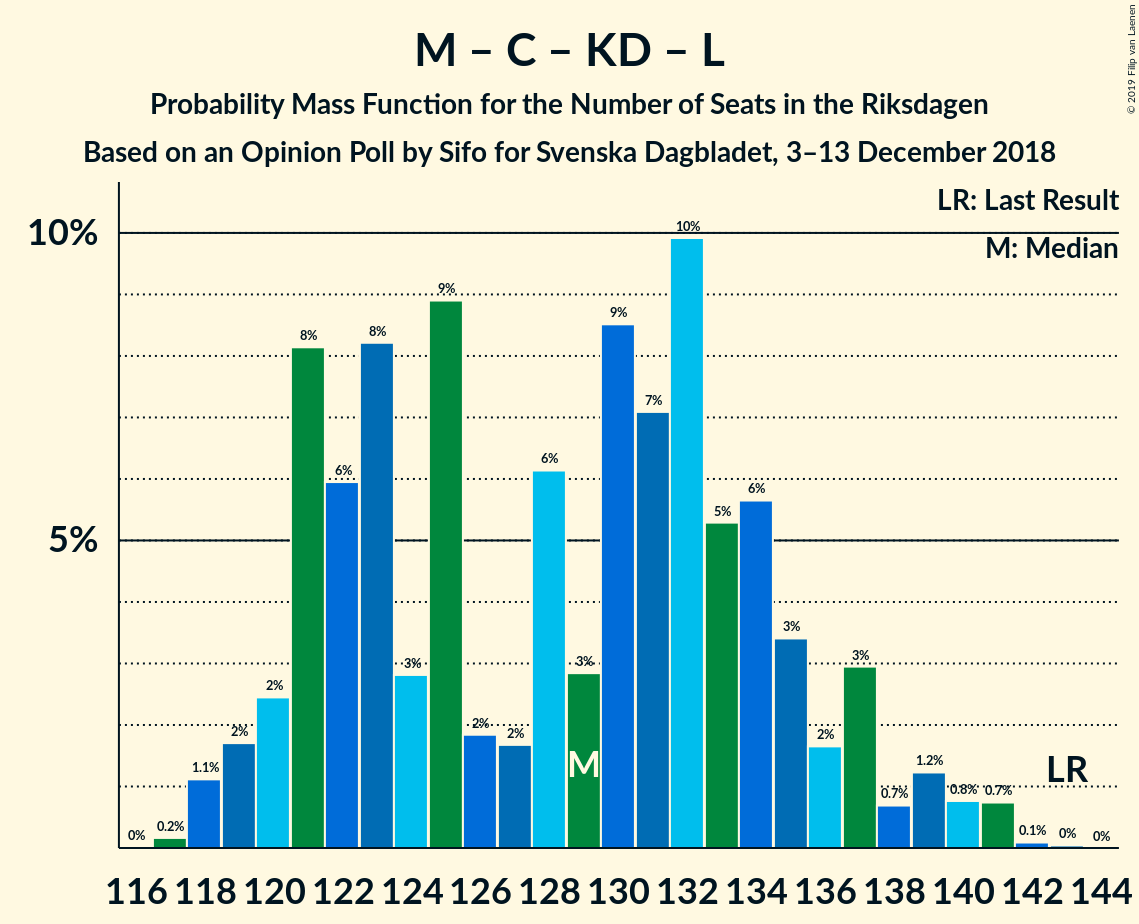 M – C – KD – L
Probability Mass Function for the Number of Seats in the Riksdagen
Based on an Opinion Poll by Sifo for Svenska Dagbladet, 3–13 December 2018
© 2019 Filip van Laenen
LR: Last Result
M: Median
10%
5%
0% 0.2% 1.1% 2% 2% 8% 6% 8% 3% 9% 2% 2% 6% 3% 9% 7% 10% 5% 6% 3% 2% 3% 0.7% 1.2% 0.8% 0.7% 0.1% 0% 0%
M
LR
116 118 120 122 124 126 128 130 132 134 136 138 140 142 144